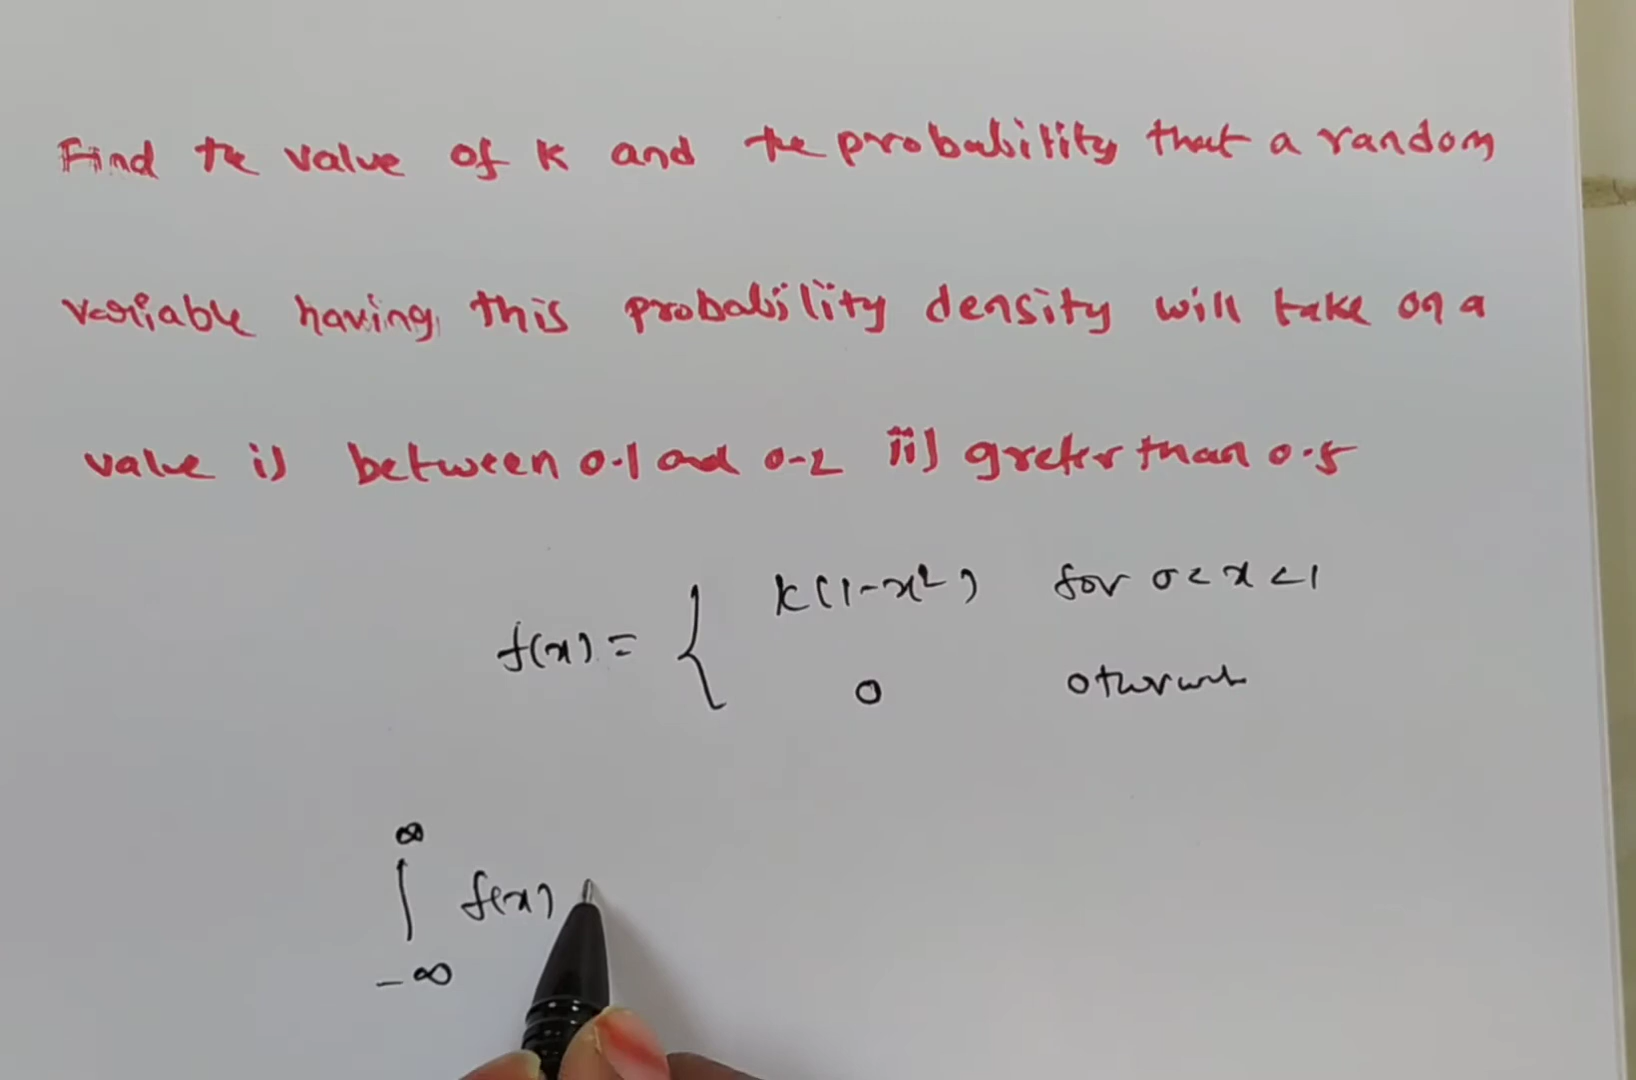 Find the value of K and the probability that a random
variable having this probability density will take on a
value i) between 0.1 and 0.2 ii) greter than 0.5
f(x) = { k(1-x²) for 0<x<1
0 otherwise
∞
∫ f(x)
-∞